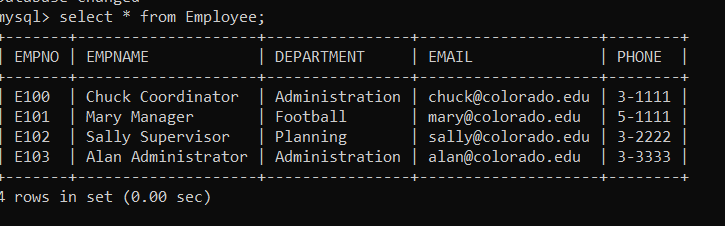 Database changed
mysql> select * from Employee;
+-------+--------------------+----------------+--------------------+--------+
| EMPNO | EMPNAME            | DEPARTMENT     | EMAIL              | PHONE  |
+-------+--------------------+----------------+--------------------+--------+
| E100  | Chuck Coordinator  | Administration | chuck@colorado.edu | 3-1111 |
| E101  | Mary Manager       | Football       | mary@colorado.edu  | 5-1111 |
| E102  | Sally Supervisor   | Planning       | sally@colorado.edu | 3-2222 |
| E103  | Alan Administrator | Administration | alan@colorado.edu  | 3-3333 |
+-------+--------------------+----------------+--------------------+--------+
4 rows in set (0.00 sec)